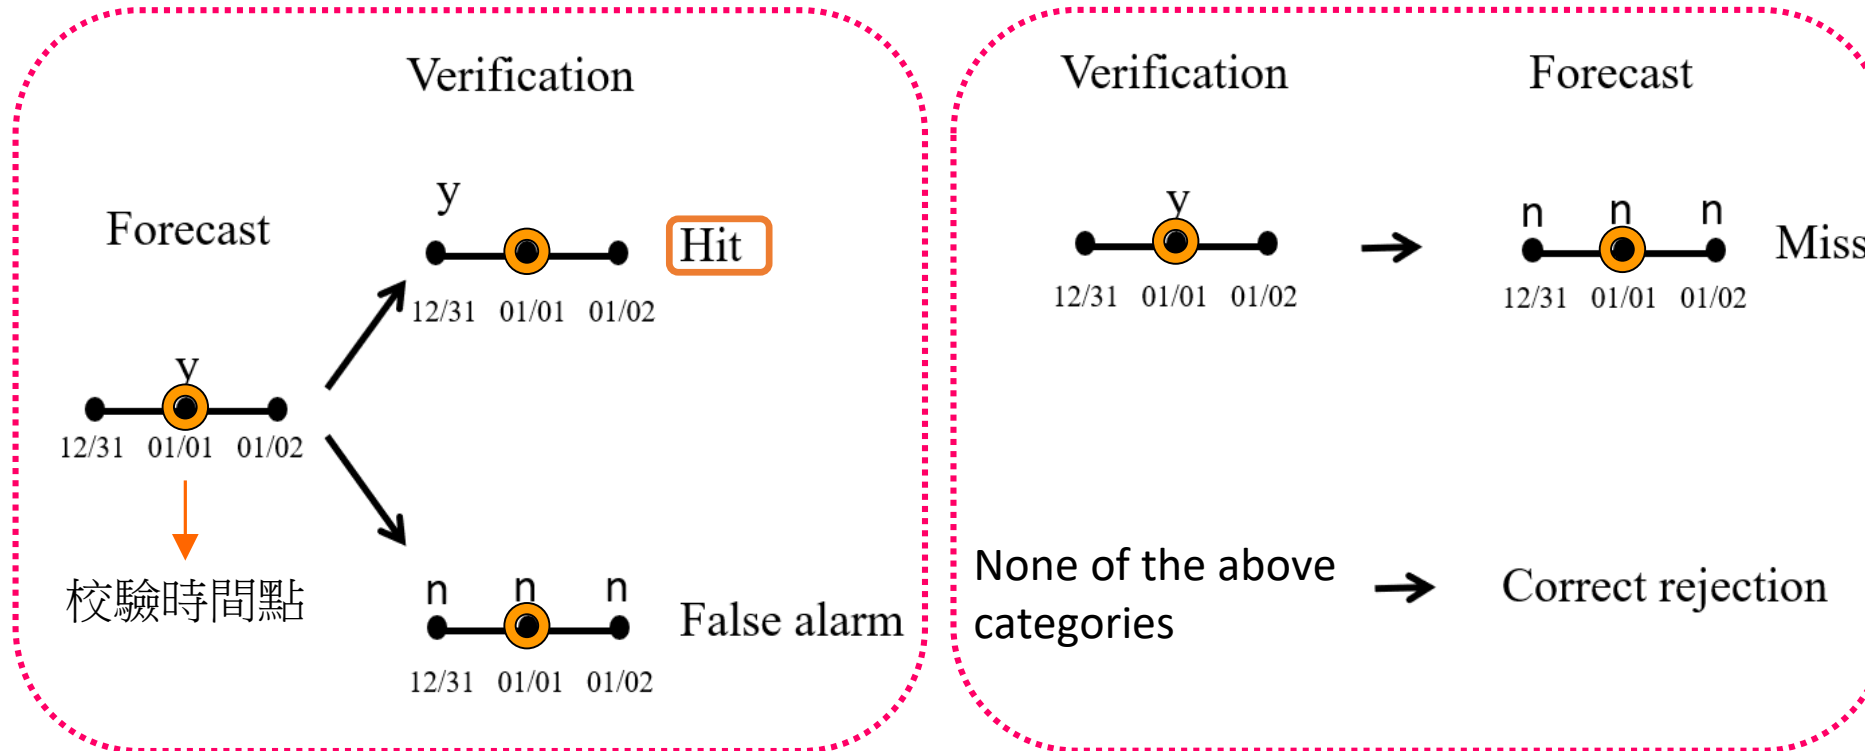 Verification
Forecast
y
12/31 01/01 01/02
Hit
y
12/31 01/01 01/02
校驗時間點
n n n
12/31 01/01 01/02
False alarm
Verification
Forecast
y
12/31 01/01 01/02
n n n
12/31 01/01 01/02
Miss
None of the above
categories
Correct rejection